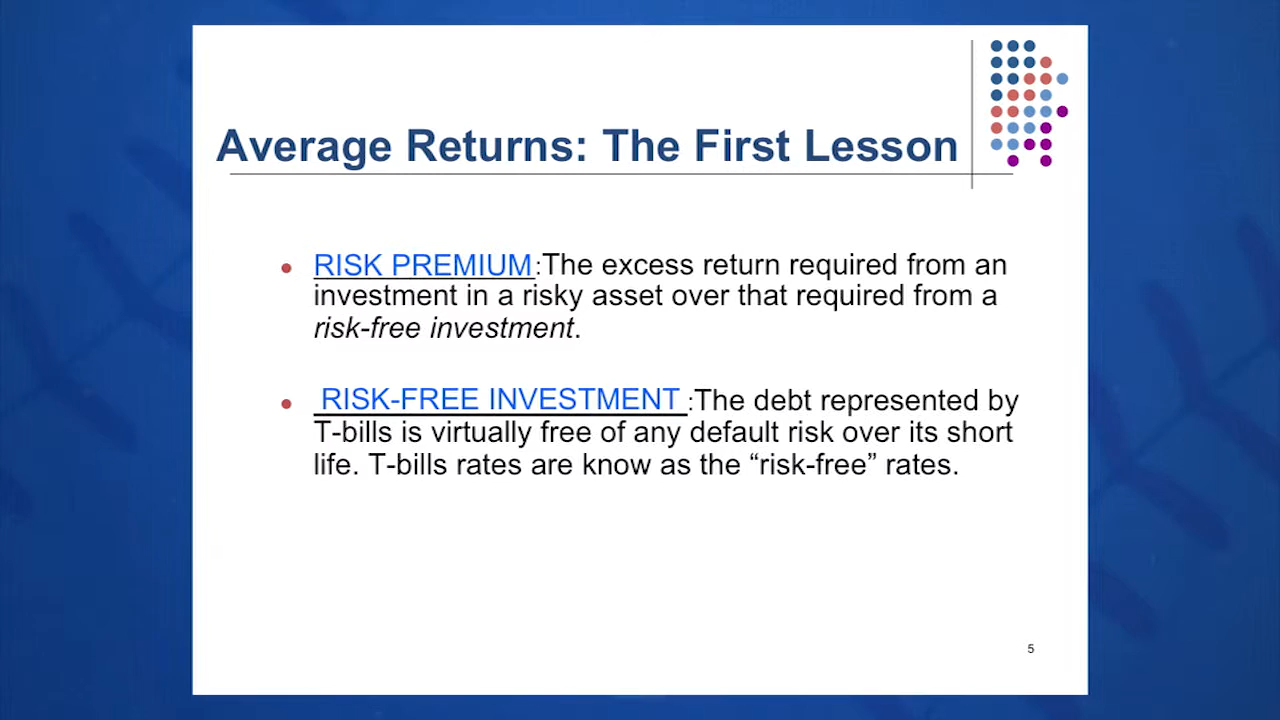 Average Returns: The First Lesson
• RISK PREMIUM:The excess return required from an
investment in a risky asset over that required from a
risk-free investment.
• RISK-FREE INVESTMENT :The debt represented by
T-bills is virtually free of any default risk over its short
life. T-bills rates are know as the “risk-free” rates.
5